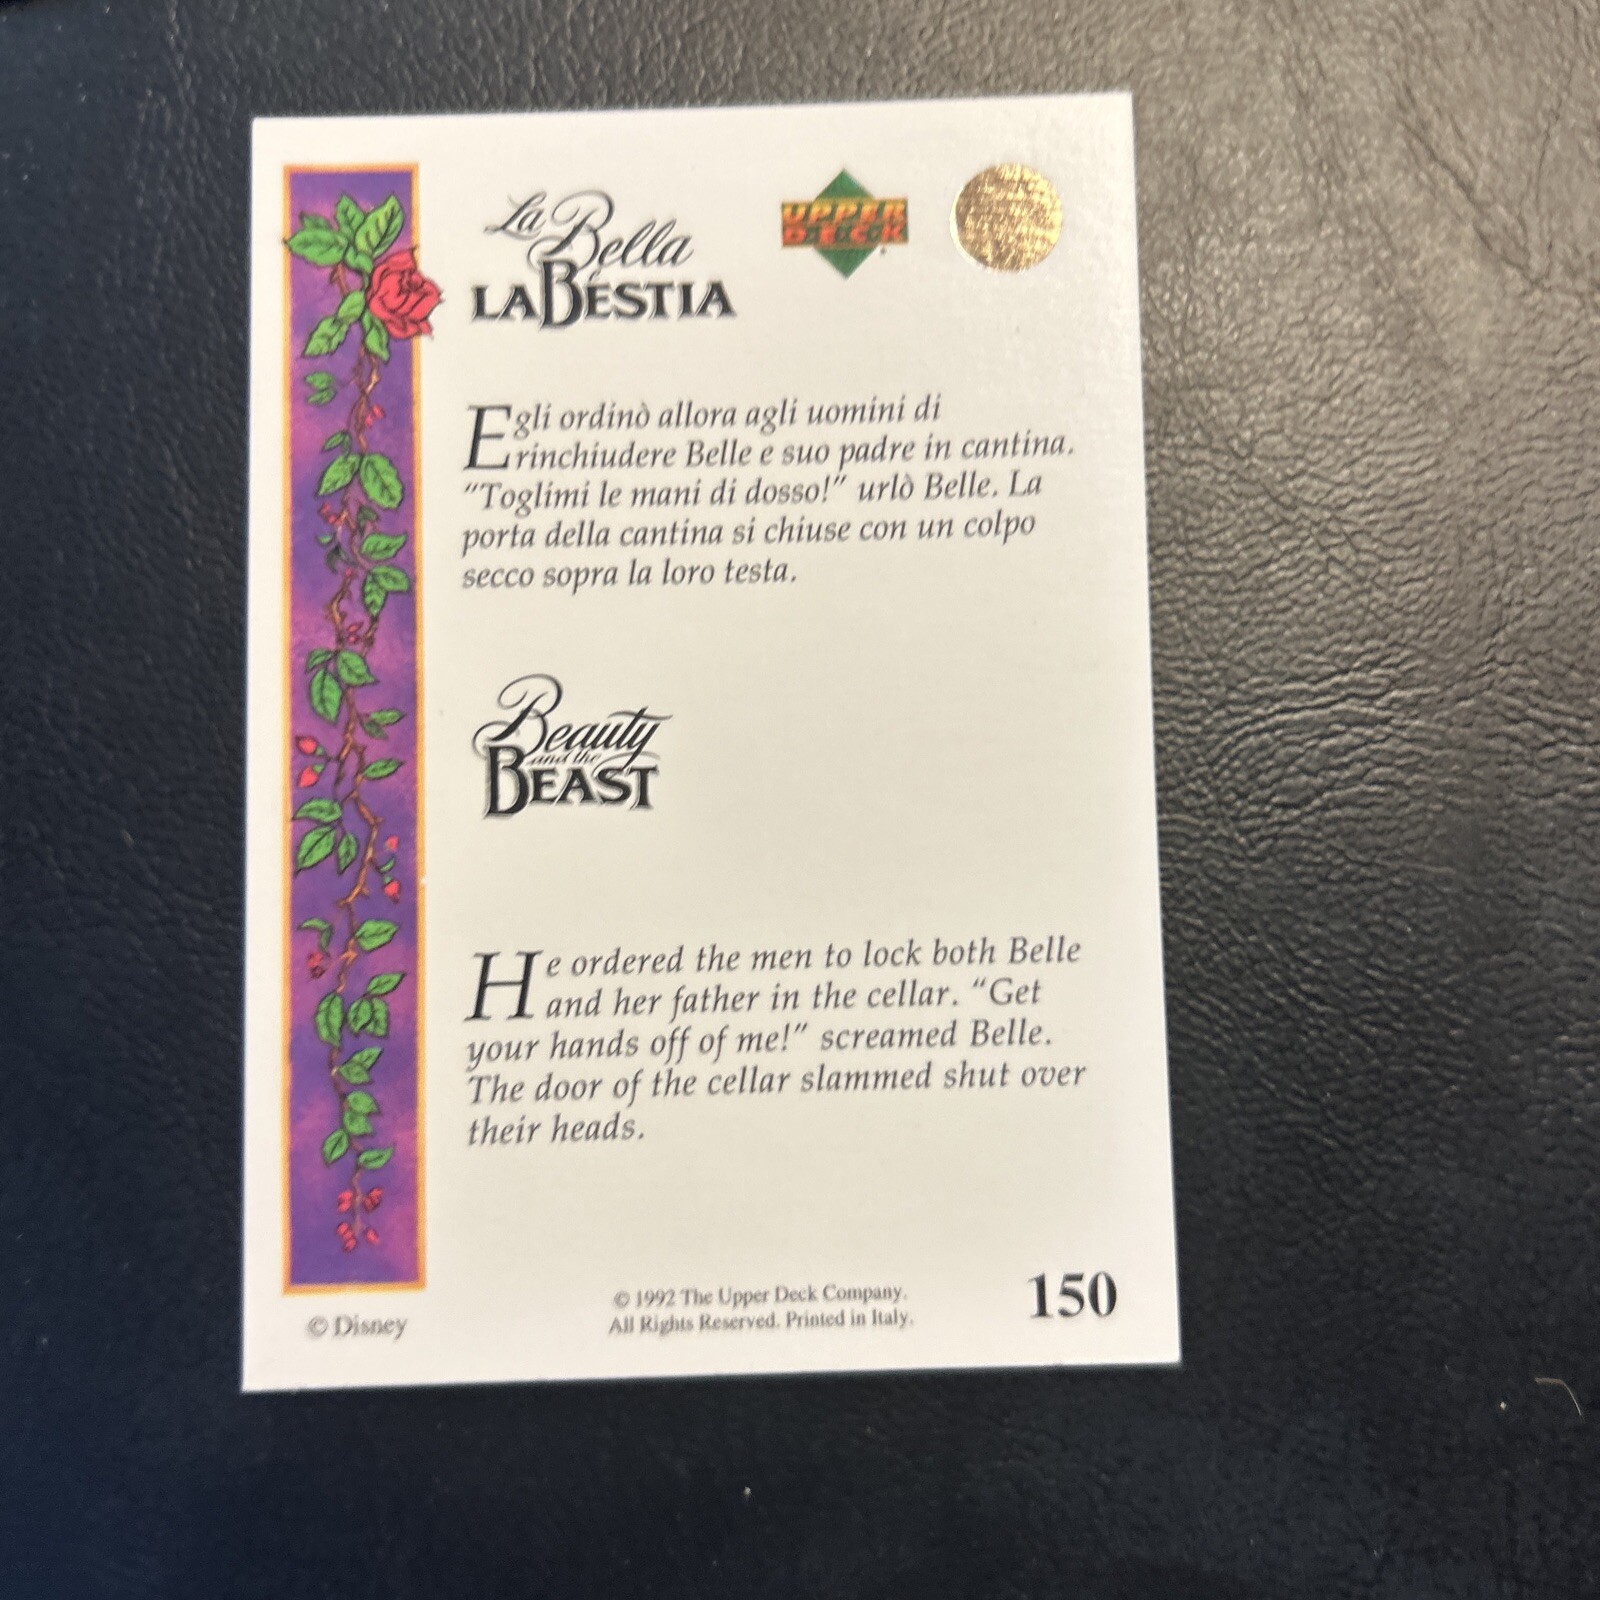 La Bella
e
LA BESTIA
UPPER
DECK
Egli ordinò allora agli uomini di
rinchiudere Belle e suo padre in cantina.
“Toglimi le mani di dosso!” urlò Belle. La
porta della cantina si chiuse con un colpo
secco sopra la loro testa.
Beauty
and the
BEAST
He ordered the men to lock both Belle
and her father in the cellar. “Get
your hands off of me!” screamed Belle.
The door of the cellar slammed shut over
their heads.
© 1992 The Upper Deck Company.
All Rights Reserved. Printed in Italy.
150
© Disney